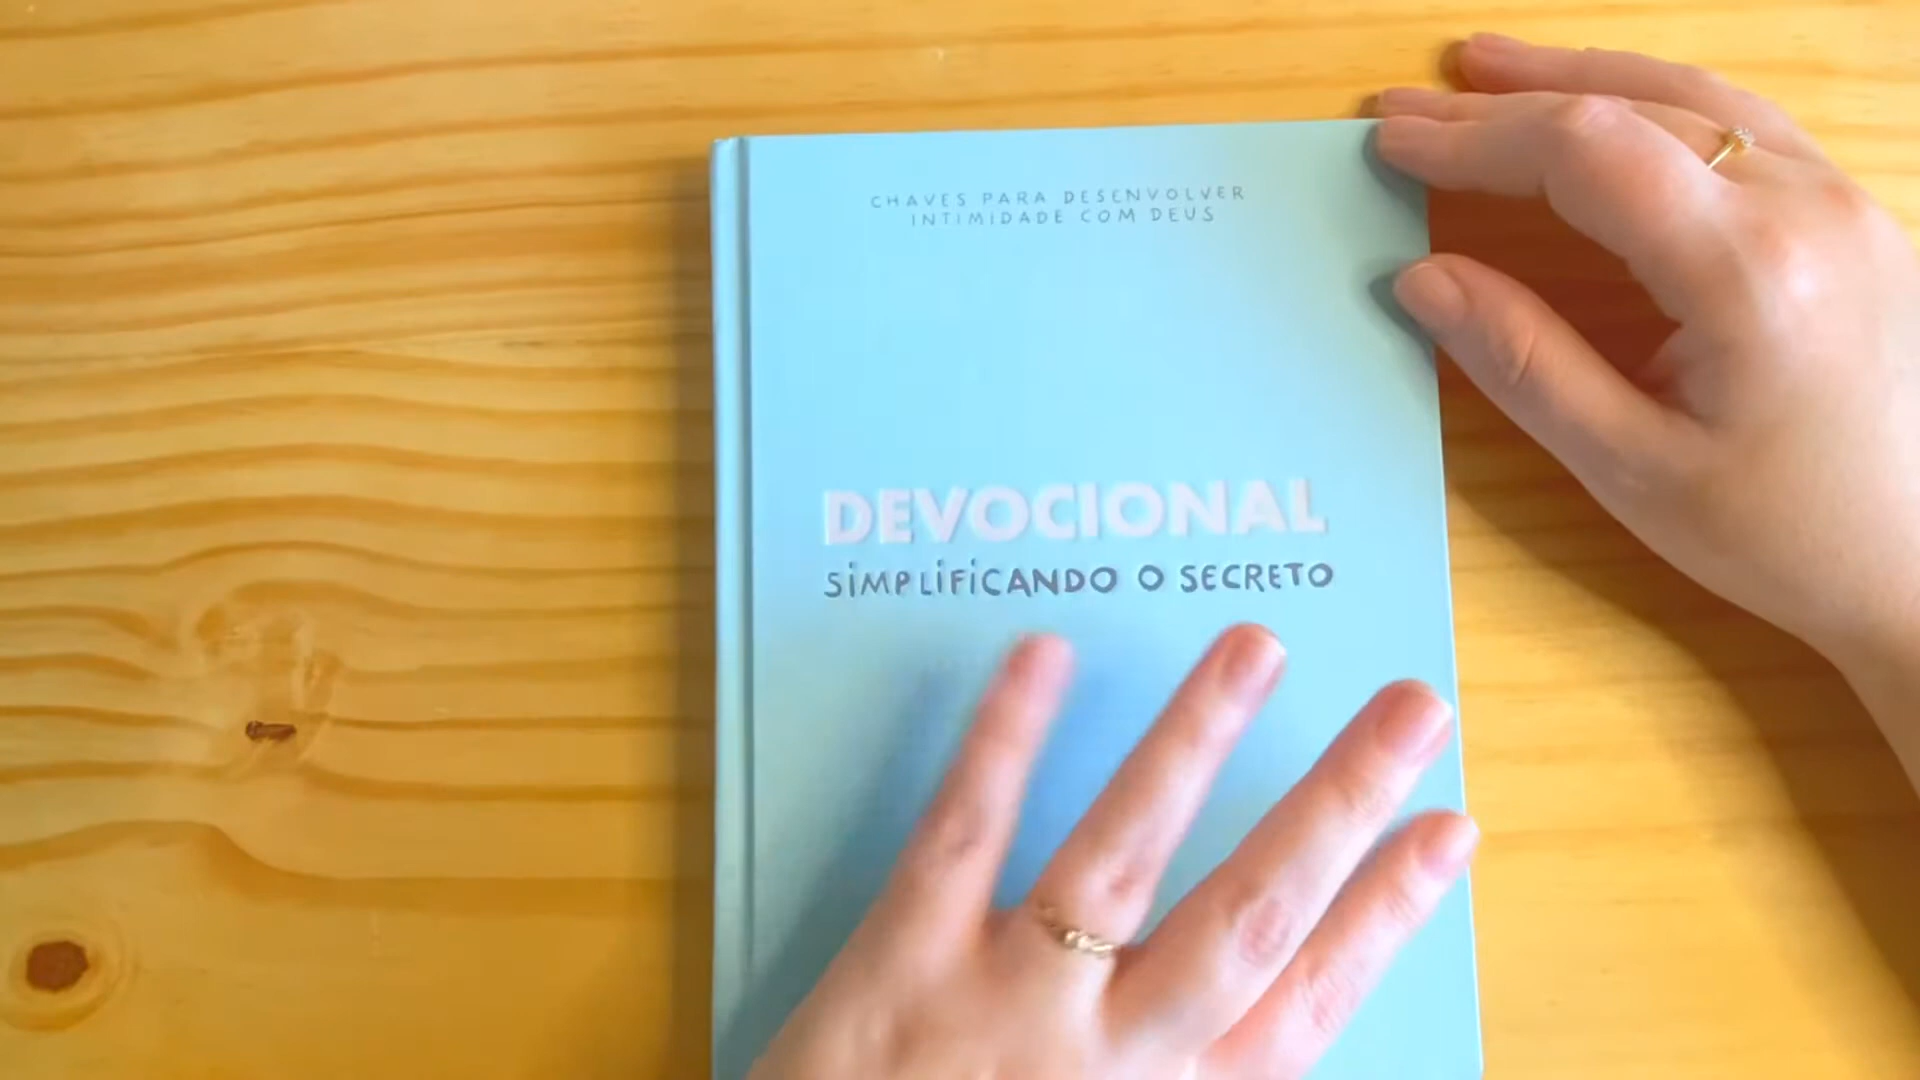 CHAVES PARA DESENVOLVER
INTIMIDADE COM DEUS
DEVOCIONAL
SIMPLIFICANDO O SECRETO